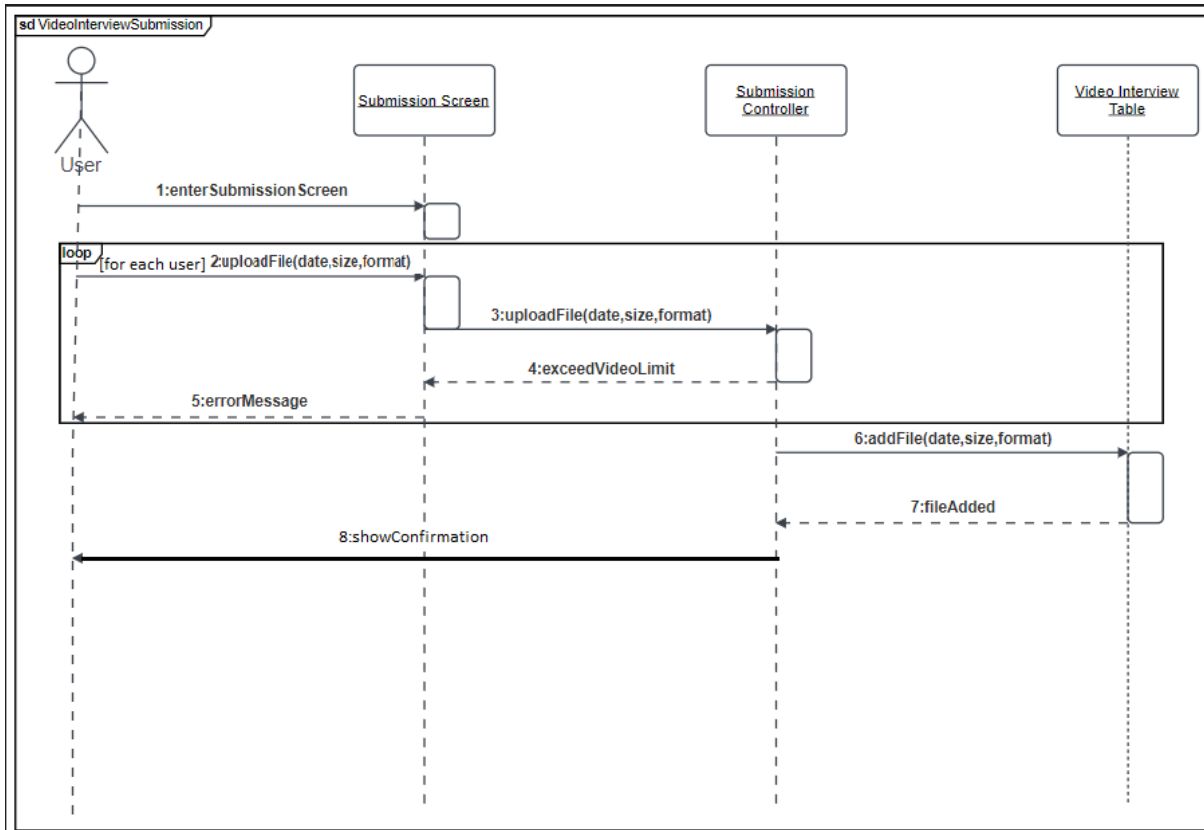 sd VideoInterviewSubmission
User
Submission Screen
Submission
Controller
Video Interview
Table
1:enterSubmissionScreen
loop
[for each user] 2:uploadFile(date,size,format)
3:uploadFile(date,size,format)
4:exceedVideoLimit
5:errorMessage
6:addFile(date,size,format)
7:fileAdded
8:showConfirmation